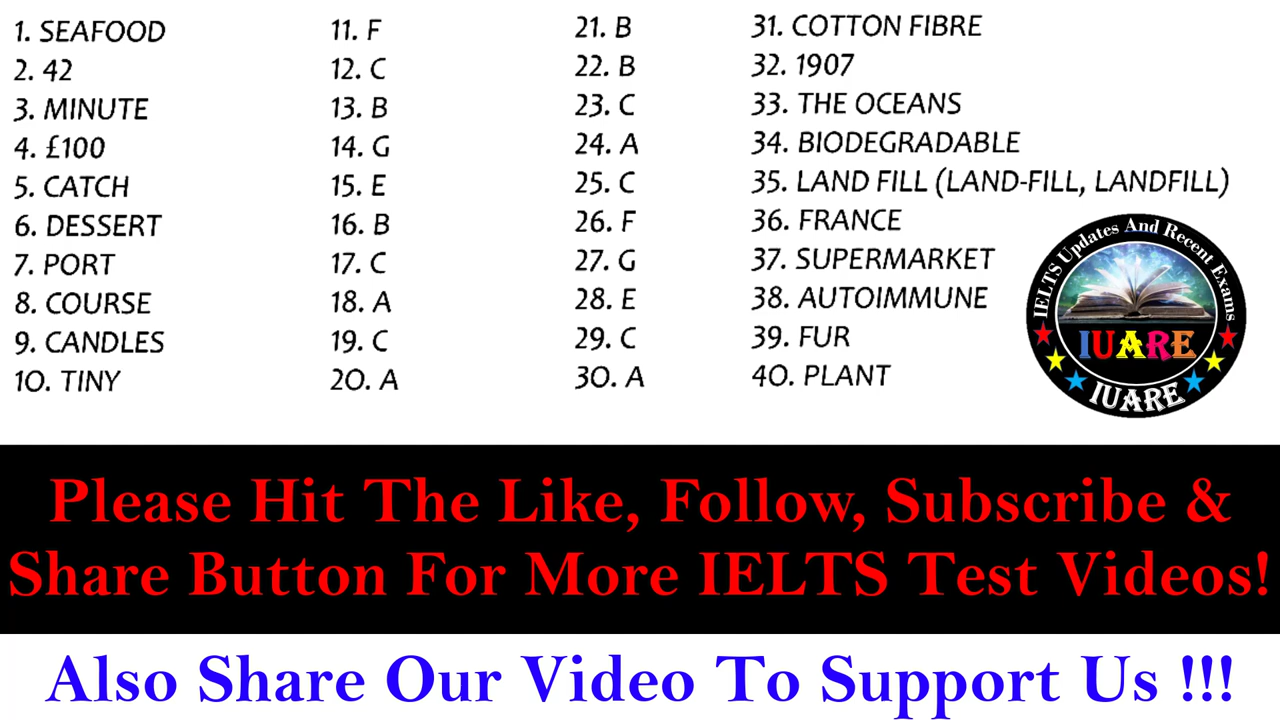 1. SEAFOOD
2. 42
3. MINUTE
4. £100
5. CATCH
6. DESSERT
7. PORT
8. COURSE
9. CANDLES
10. TINY
11. F
12. C
13. B
14. G
15. E
16. B
17. C
18. A
19. C
20. A
21. B
22. B
23. C
24. A
25. C
26. F
27. G
28. E
29. C
30. A
31. COTTON FIBRE
32. 1907
33. THE OCEANS
34. BIODEGRADABLE
35. LAND FILL (LAND-FILL, LANDFILL)
36. FRANCE
37. SUPERMARKET
38. AUTOIMMUNE
39. FUR
40. PLANT
IELTS Updates And Recent Exams
IUARE
IUARE
Please Hit The Like, Follow, Subscribe &
Share Button For More IELTS Test Videos!
Also Share Our Video To Support Us !!!